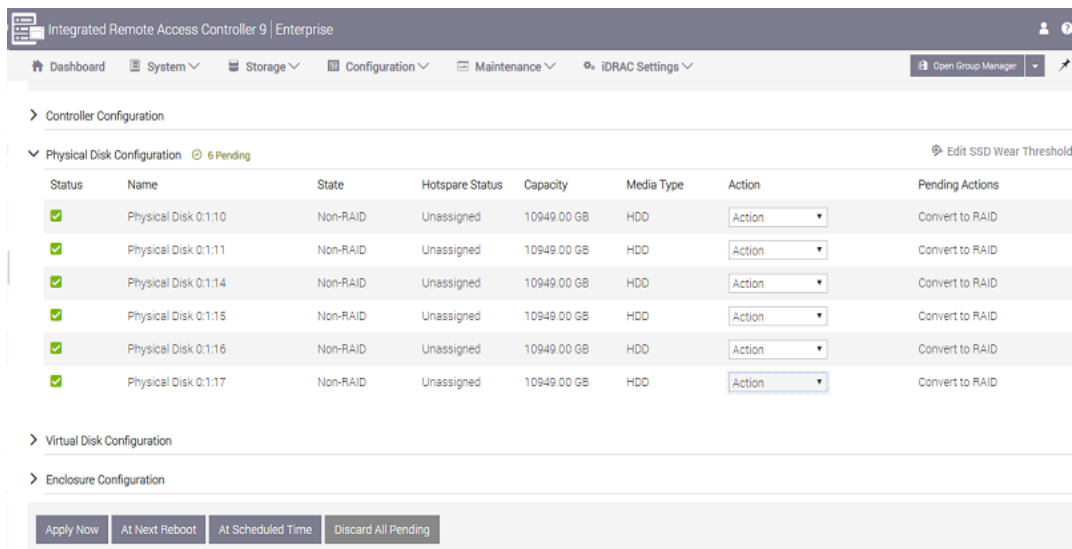 Integrated Remote Access Controller 9 | Enterprise
Dashboard System Storage Configuration Maintenance iDRAC Settings Open Group Manager
Controller Configuration
Physical Disk Configuration 6 Pending Edit SSD Wear Threshold
Status Name State Hotspare Status Capacity Media Type Action Pending Actions
Physical Disk 0:1:10 Non-RAID Unassigned 10949.00 GB HDD Action Convert to RAID
Physical Disk 0:1:11 Non-RAID Unassigned 10949.00 GB HDD Action Convert to RAID
Physical Disk 0:1:14 Non-RAID Unassigned 10949.00 GB HDD Action Convert to RAID
Physical Disk 0:1:15 Non-RAID Unassigned 10949.00 GB HDD Action Convert to RAID
Physical Disk 0:1:16 Non-RAID Unassigned 10949.00 GB HDD Action Convert to RAID
Physical Disk 0:1:17 Non-RAID Unassigned 10949.00 GB HDD Action Convert to RAID
Virtual Disk Configuration
Enclosure Configuration
Apply Now At Next Reboot At Scheduled Time Discard All Pending